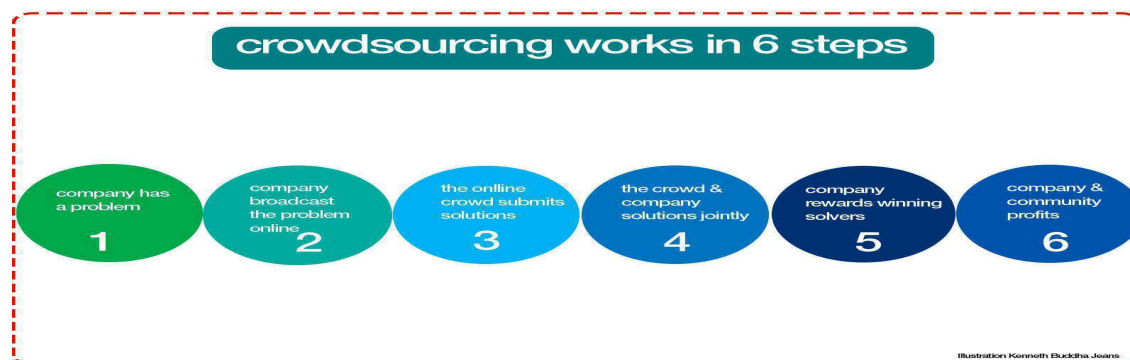 crowdsourcing works in 6 steps
company has
a problem
1
company
broadcast
the problem
online
2
the onlline
crowd submits
solutions
3
the crowd &
company
solutions jointly
4
company
rewards winning
solvers
5
company &
community
profits
6
Illustration Kenneth Buddha Jeans